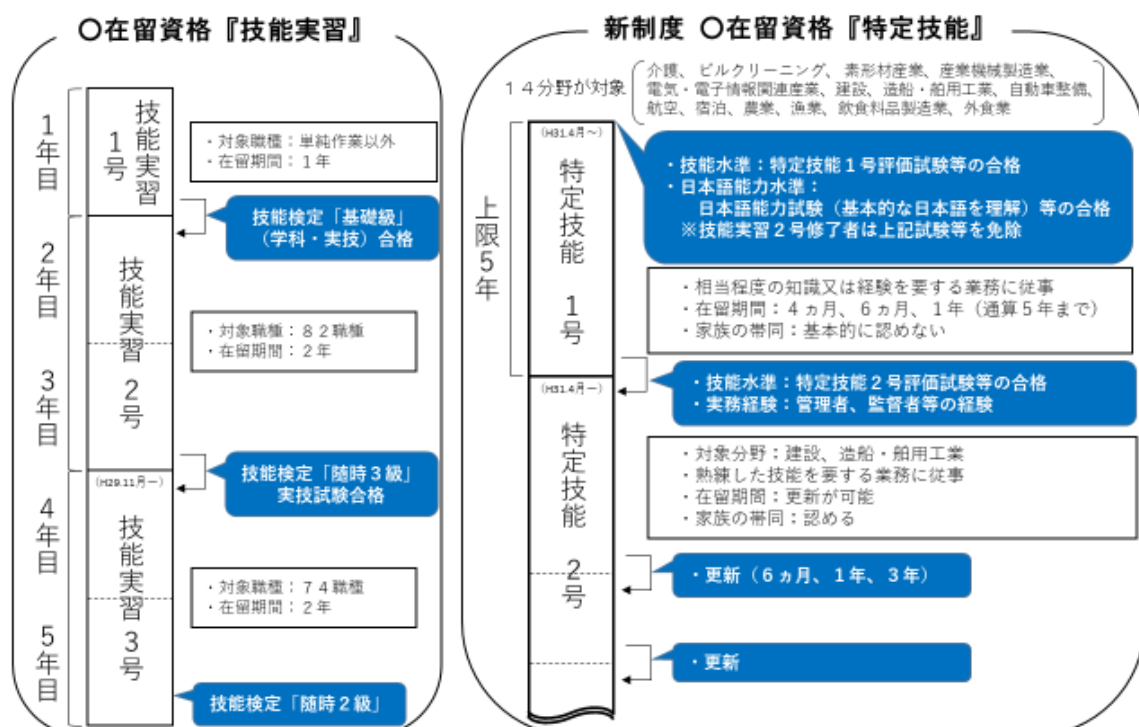 〇在留資格『技能実習』
1年目
2年目
3年目
4年目
5年目
技能実習1号
・対象職種：単純作業以外
・在留期間：1年
技能検定「基礎級」
（学科・実技）合格
技能実習2号
・対象職種：82職種
・在留期間：2年
技能検定「随時3級」
実技試験合格
(H29.11月ー)
技能実習3号
・対象職種：74職種
・在留期間：2年
技能検定「随時2級」
新制度 〇在留資格『特定技能』
14分野が対象
介護、ビルクリーニング、素形材産業、産業機械製造業、
電気・電子情報関連産業、建設、造船・舶用工業、自動車整備、
航空、宿泊、農業、漁業、飲食料品製造業、外食業
上限5年
(H31.4月～)
特定技能1号
・技能水準：特定技能1号評価試験等の合格
・日本語能力水準：
日本語能力試験（基本的な日本語を理解）等の合格
※技能実習2号修了者は上記試験等を免除
・相当程度の知識又は経験を要する業務に従事
・在留期間：4ヵ月、6ヵ月、1年（通算5年まで）
・家族の帯同：基本的に認めない
・技能水準：特定技能2号評価試験等の合格
・実務経験：管理者、監督者等の経験
(H31.4月ー)
特定技能2号
・対象分野：建設、造船・舶用工業
・熟練した技能を要する業務に従事
・在留期間：更新が可能
・家族の帯同：認める
・更新（6ヵ月、1年、3年）
・更新